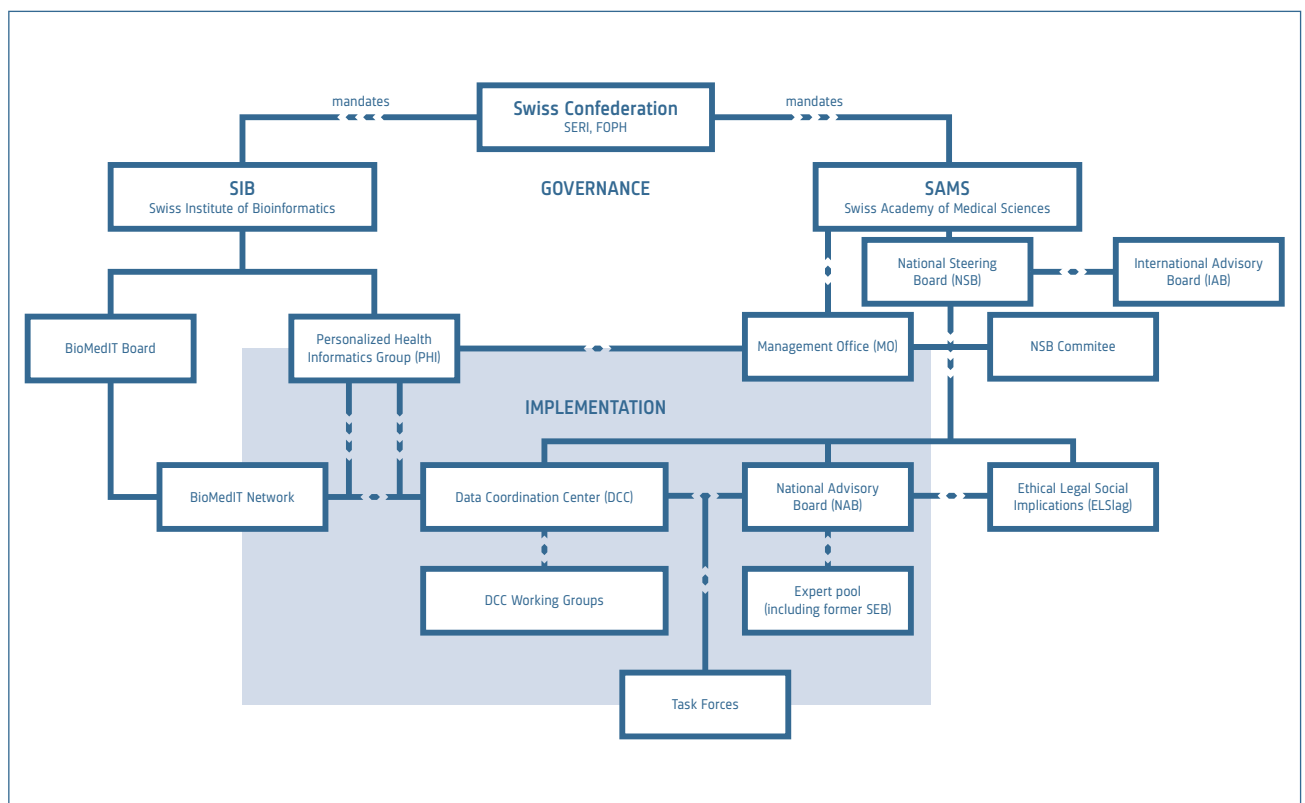 mandates
mandates
Swiss Confederation
SERI, FOPH
SIB
Swiss Institute of Bioinformatics
GOVERNANCE
SAMS
Swiss Academy of Medical Sciences
National Steering
Board (NSB)
International Advisory
Board (IAB)
BioMedIT Board
Personalized Health
Informatics Group (PHI)
Management Office (MO)
NSB Commitee
IMPLEMENTATION
BioMedIT Network
Data Coordination Center (DCC)
National Advisory
Board (NAB)
Ethical Legal Social
Implications (ELSIag)
DCC Working Groups
Expert pool
(including former SEB)
Task Forces